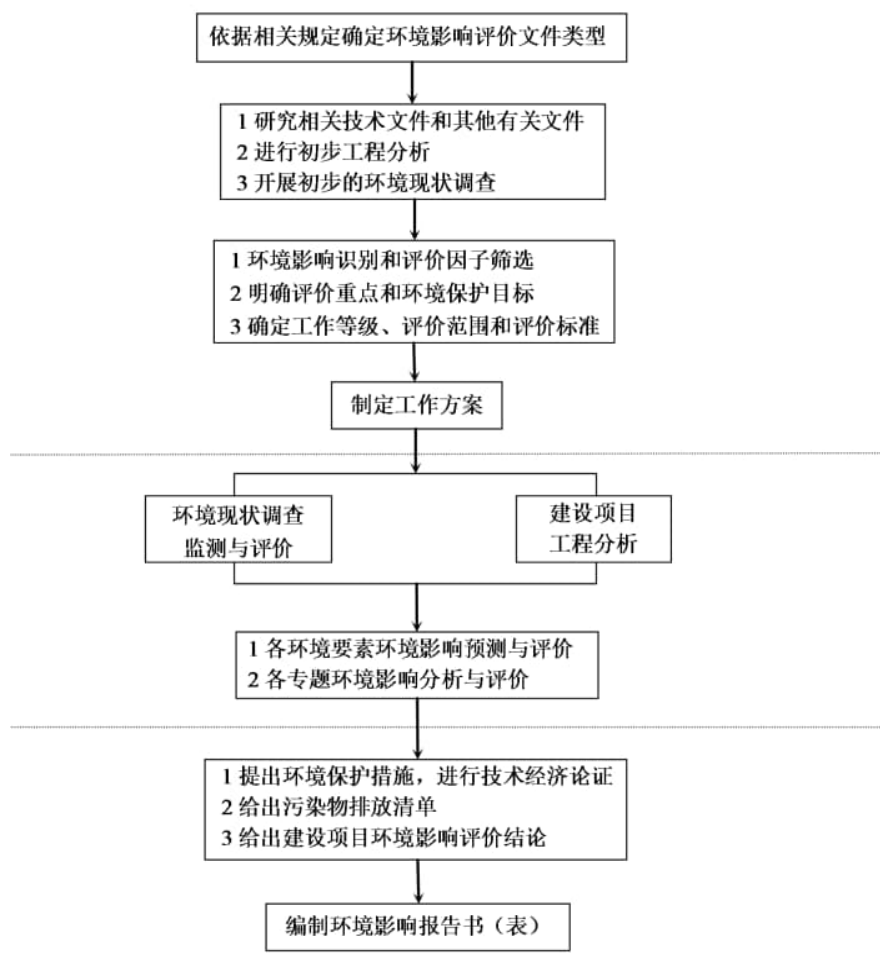 依据相关规定确定环境影响评价文件类型
1 研究相关技术文件和其他有关文件
2 进行初步工程分析
3 开展初步的环境现状调查
1 环境影响识别和评价因子筛选
2 明确评价重点和环境保护目标
3 确定工作等级、评价范围和评价标准
制定工作方案
环境现状调查
监测与评价
建设项目
工程分析
1 各环境要素环境影响预测与评价
2 各专题环境影响分析与评价
1 提出环境保护措施，进行技术经济论证
2 给出污染物排放清单
3 给出建设项目环境影响评价结论
编制环境影响报告书（表）